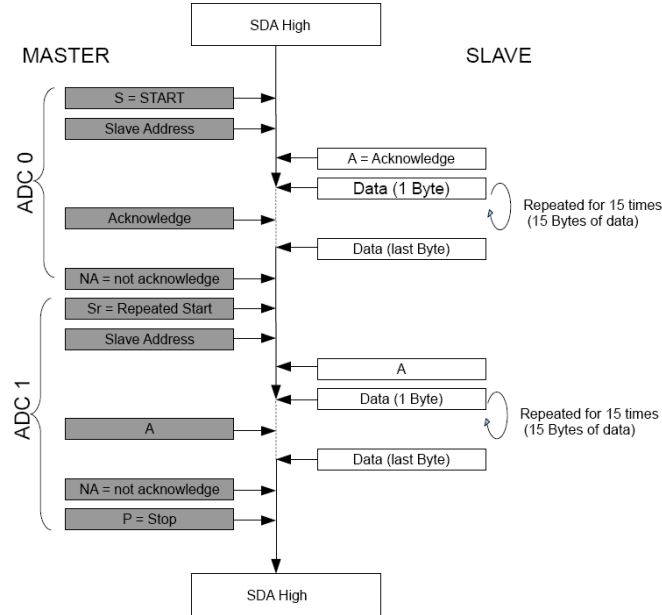 SDA High
MASTER
SLAVE
ADC 0
S = START
Slave Address
A = Acknowledge
Data (1 Byte)
Repeated for 15 times
(15 Bytes of data)
Acknowledge
Data (last Byte)
NA = not acknowledge
ADC 1
Sr = Repeated Start
Slave Address
A
Data (1 Byte)
Repeated for 15 times
(15 Bytes of data)
A
Data (last Byte)
NA = not acknowledge
P = Stop
SDA High